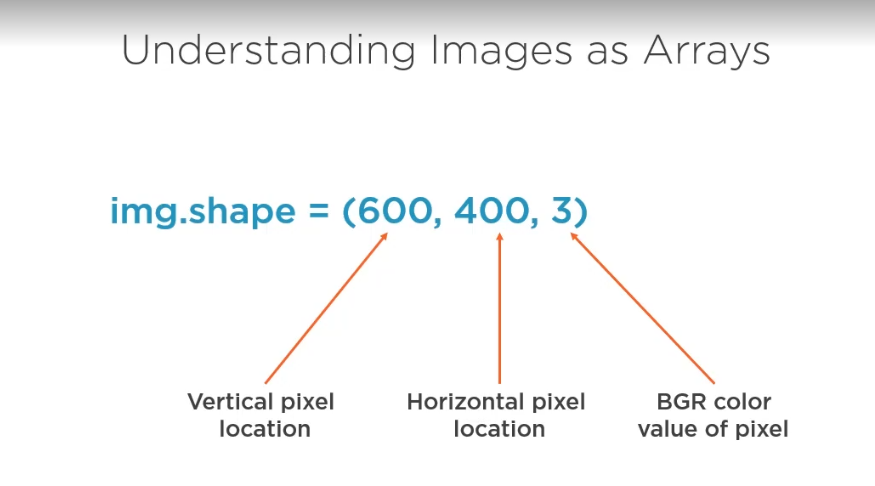 Understanding Images as Arrays
img.shape = (600, 400, 3)
Vertical pixel
location
Horizontal pixel
location
BGR color
value of pixel